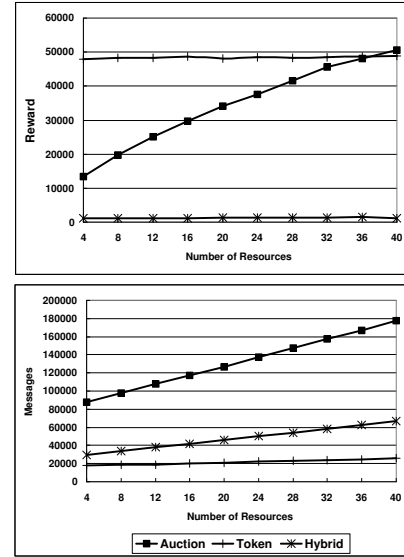 60000
50000
40000
30000
20000
10000
0
Reward
4 8 12 16 20 24 28 32 36 40
Number of Resources
200000
180000
160000
140000
120000
100000
80000
60000
40000
20000
0
Messages
4 8 12 16 20 24 28 32 36 40
Number of Resources
Auction Token Hybrid